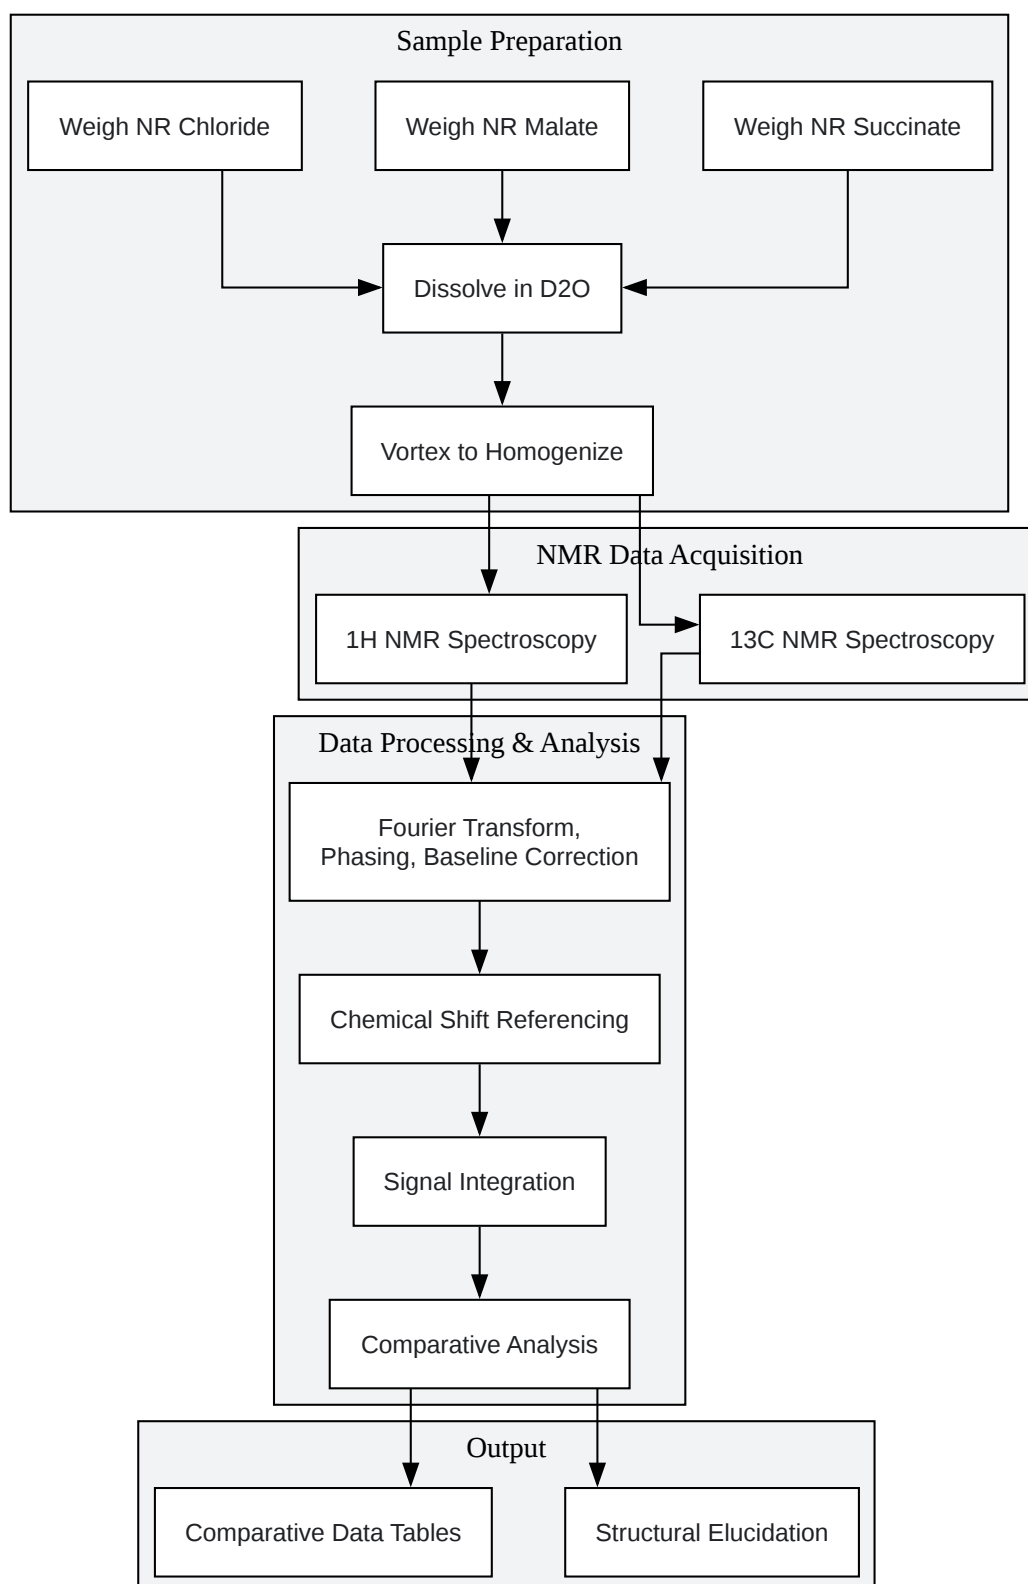 Sample Preparation
Weigh NR Chloride
Weigh NR Malate
Weigh NR Succinate
Dissolve in D2O
Vortex to Homogenize
NMR Data Acquisition
1H NMR Spectroscopy
13C NMR Spectroscopy
Data Processing & Analysis
Fourier Transform,
Phasing, Baseline Correction
Chemical Shift Referencing
Signal Integration
Comparative Analysis
Output
Comparative Data Tables
Structural Elucidation